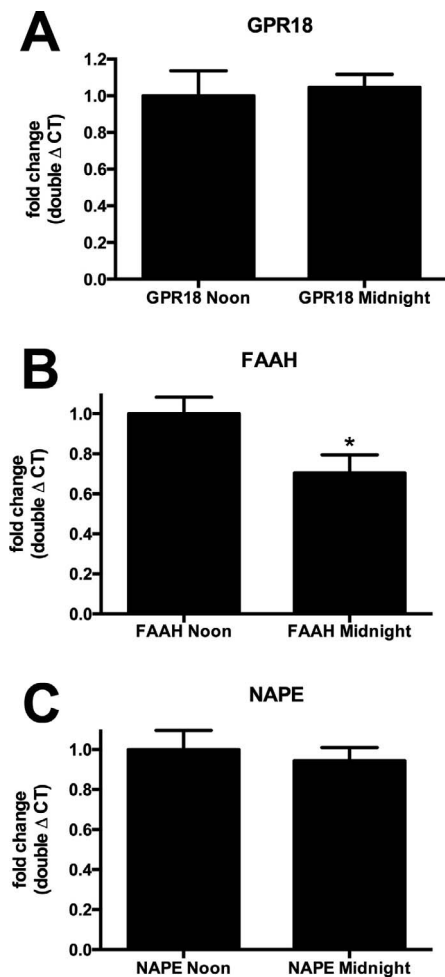 A
GPR18
fold change
(double Δ CT)
1.2
1.0
0.8
0.6
0.4
0.2
0.0
GPR18 Noon GPR18 Midnight
B
FAAH
fold change
(double Δ CT)
1.0
0.8
0.6
0.4
0.2
0.0
*
FAAH Noon FAAH Midnight
C
NAPE
fold change
(double Δ CT)
1.0
0.8
0.6
0.4
0.2
0.0
NAPE Noon NAPE Midnight